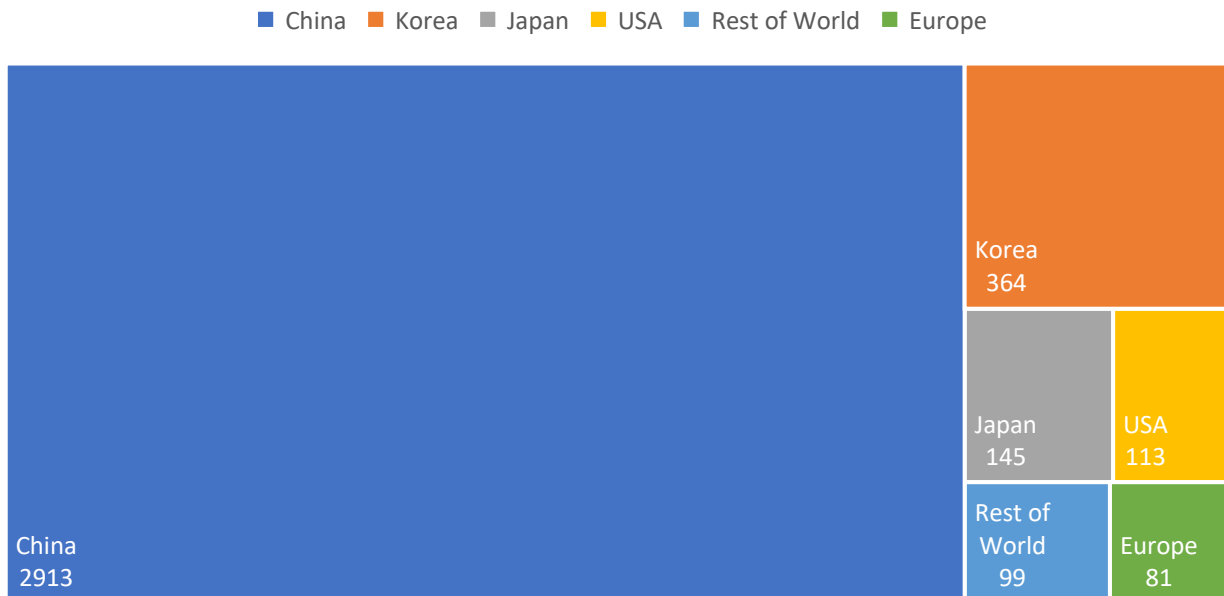 China Korea Japan USA Rest of World Europe
Korea
364
Japan
145
USA
113
China
2913
Rest of
World
99
Europe
81